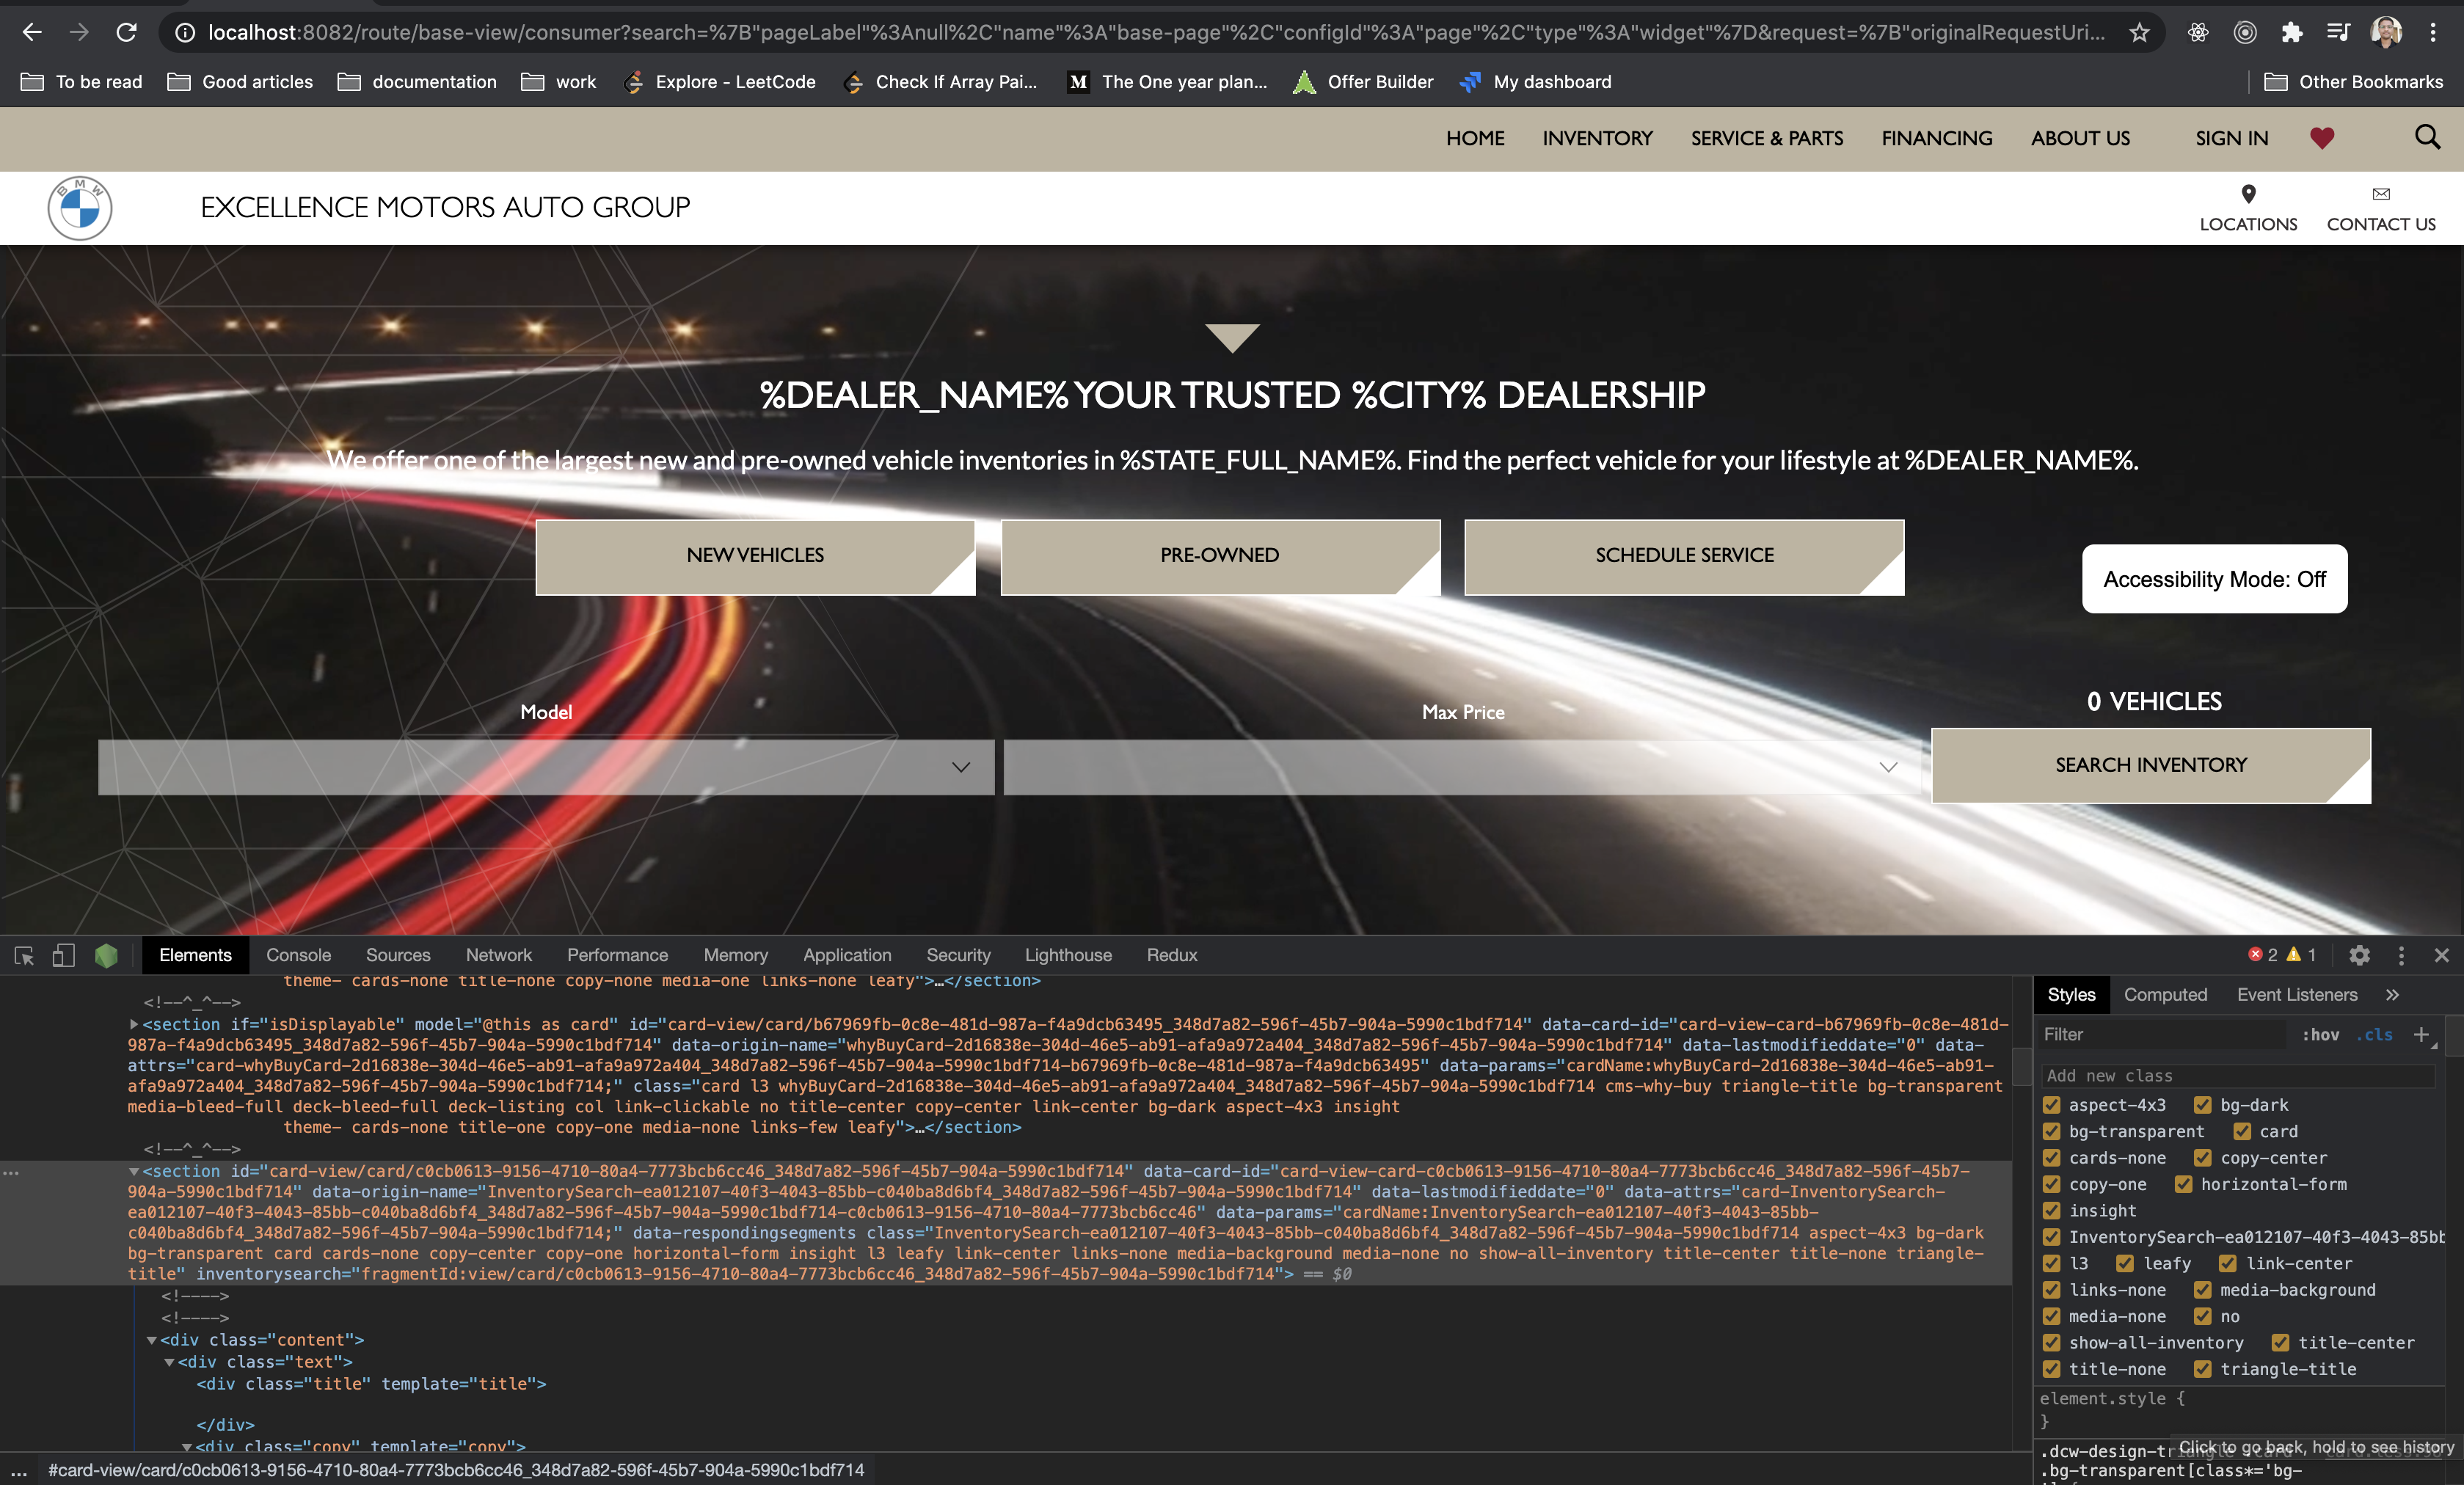 localhost:8082/route/base-view/consumer?search=%7B"pageLabel"%3Anull%2C"name"%3A"base-page"%2C"configId"%3A"page"%2C"type"%3A"widget"%7D&request=%7B"originalRequestUri...
To be read Good articles documentation work Explore - LeetCode Check If Array Pai... M The One year plan... Offer Builder My dashboard Other Bookmarks
HOME INVENTORY SERVICE & PARTS FINANCING ABOUT US SIGN IN
BMW
EXCELLENCE MOTORS AUTO GROUP
LOCATIONS CONTACT US
%DEALER_NAME% YOUR TRUSTED %CITY% DEALERSHIP
We offer one of the largest new and pre-owned vehicle inventories in %STATE_FULL_NAME%. Find the perfect vehicle for your lifestyle at %DEALER_NAME%.
NEW VEHICLES PRE-OWNED SCHEDULE SERVICE
Accessibility Mode: Off
Model Max Price 0 VEHICLES
SEARCH INVENTORY
Elements Console Sources Network Performance Memory Application Security Lighthouse Redux 2 1
theme- cards-none title-none copy-none media-one links-none leafy">…</section>
<!--^_^-->
<section if="isDisplayable" model="@this as card" id="card-view/card/b67969fb-0c8e-481d-987a-f4a9dcb63495_348d7a82-596f-45b7-904a-5990c1bdf714" data-card-id="card-view-card-b67969fb-0c8e-481d-
987a-f4a9dcb63495_348d7a82-596f-45b7-904a-5990c1bdf714" data-origin-name="whyBuyCard-2d16838e-304d-46e5-ab91-afa9a972a404_348d7a82-596f-45b7-904a-5990c1bdf714" data-lastmodifieddate="0" data-
attrs="card-whyBuyCard-2d16838e-304d-46e5-ab91-afa9a972a404_348d7a82-596f-45b7-904a-5990c1bdf714-b67969fb-0c8e-481d-987a-f4a9dcb63495" data-params="cardName:whyBuyCard-2d16838e-304d-46e5-ab91-
afa9a972a404_348d7a82-596f-45b7-904a-5990c1bdf714;" class="card l3 whyBuyCard-2d16838e-304d-46e5-ab91-afa9a972a404_348d7a82-596f-45b7-904a-5990c1bdf714 cms-why-buy triangle-title bg-transparent
media-bleed-full deck-bleed-full deck-listing col link-clickable no title-center copy-center link-center bg-dark aspect-4x3 insight
theme- cards-none title-one copy-one media-none links-few leafy">…</section>
<!--^_^-->
<section id="card-view/card/c0cb0613-9156-4710-80a4-7773bcb6cc46_348d7a82-596f-45b7-904a-5990c1bdf714" data-card-id="card-view-card-c0cb0613-9156-4710-80a4-7773bcb6cc46_348d7a82-596f-45b7-
904a-5990c1bdf714" data-origin-name="InventorySearch-ea012107-40f3-4043-85bb-c040ba8d6bf4_348d7a82-596f-45b7-904a-5990c1bdf714" data-lastmodifieddate="0" data-attrs="card-InventorySearch-
ea012107-40f3-4043-85bb-c040ba8d6bf4_348d7a82-596f-45b7-904a-5990c1bdf714-c0cb0613-9156-4710-80a4-7773bcb6cc46" data-params="cardName:InventorySearch-ea012107-40f3-4043-85bb-
c040ba8d6bf4_348d7a82-596f-45b7-904a-5990c1bdf714;" data-respondingsegments class="InventorySearch-ea012107-40f3-4043-85bb-c040ba8d6bf4_348d7a82-596f-45b7-904a-5990c1bdf714 aspect-4x3 bg-dark
bg-transparent card cards-none copy-center copy-one horizontal-form insight l3 leafy link-center links-none media-background media-none no show-all-inventory title-center title-none triangle-
title" inventorysearch="fragmentId:view/card/c0cb0613-9156-4710-80a4-7773bcb6cc46_348d7a82-596f-45b7-904a-5990c1bdf714"> == $0
<!---->
<!---->
<div class="content">
<div class="text">
<div class="title" template="title">
</div>
<div class="copy" template="copy">
... #card-view/card/c0cb0613-9156-4710-80a4-7773bcb6cc46_348d7a82-596f-45b7-904a-5990c1bdf714
Styles Computed Event Listeners »
Filter :hov .cls +
Add new class
aspect-4x3 bg-dark
bg-transparent card
cards-none copy-center
copy-one horizontal-form
insight
InventorySearch-ea012107-40f3-4043-85bb
l3 leafy link-center
links-none media-background
media-none no
show-all-inventory title-center
title-none triangle-title
element.style {
}
.dcw-design-tr
Click to go back, hold to see history
.bg-transparent[class*='bg-